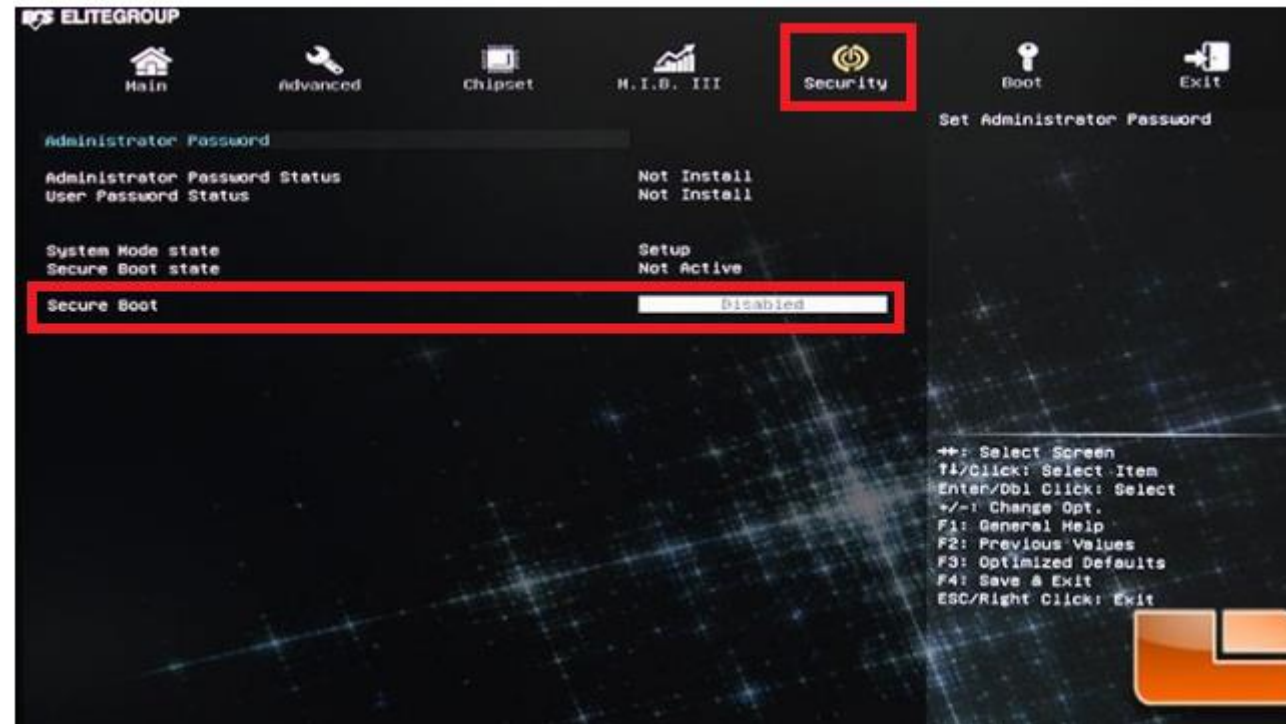 ECS ELITEGROUP
Main
Advanced
Chipset
M.I.B. III
Security
Boot
Exit
Administrator Password
Administrator Password Status Not Install
User Password Status Not Install
System Mode state Setup
Secure Boot state Not Active
Secure Boot Disabled
Set Administrator Password
→←: Select Screen
↑↓/Click: Select Item
Enter/Dbl Click: Select
+/-: Change Opt.
F1: General Help
F2: Previous Values
F3: Optimized Defaults
F4: Save & Exit
ESC/Right Click: Exit